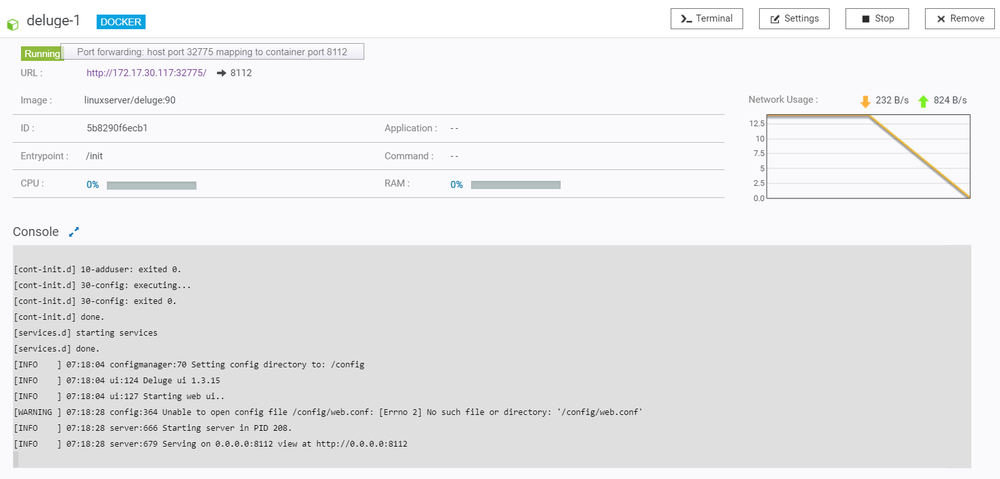 deluge-1 DOCKER Terminal Settings Stop Remove
Running Port forwarding: host port 32775 mapping to container port 8112
URL : http://172.17.30.117:32775/ 8112
Image : linuxserver/deluge:90
ID : 5b8290f6ecb1 Application : --
Entrypoint : /init Command : --
CPU : 0% RAM : 0%
Network Usage : 232 B/s 824 B/s
12.5
10
7.5
5
2.5
0.0
Console
[cont-init.d] 10-adduser: exited 0.
[cont-init.d] 30-config: executing...
[cont-init.d] 30-config: exited 0.
[cont-init.d] done.
[services.d] starting services
[services.d] done.
[INFO    ] 07:18:04 configmanager:70 Setting config directory to: /config
[INFO    ] 07:18:04 ui:124 Deluge ui 1.3.15
[INFO    ] 07:18:04 ui:127 Starting web ui..
[WARNING ] 07:18:28 config:364 Unable to open config file /config/web.conf: [Errno 2] No such file or directory: '/config/web.conf'
[INFO    ] 07:18:28 server:666 Starting server in PID 208.
[INFO    ] 07:18:28 server:679 Serving on 0.0.0.0:8112 view at http://0.0.0.0:8112